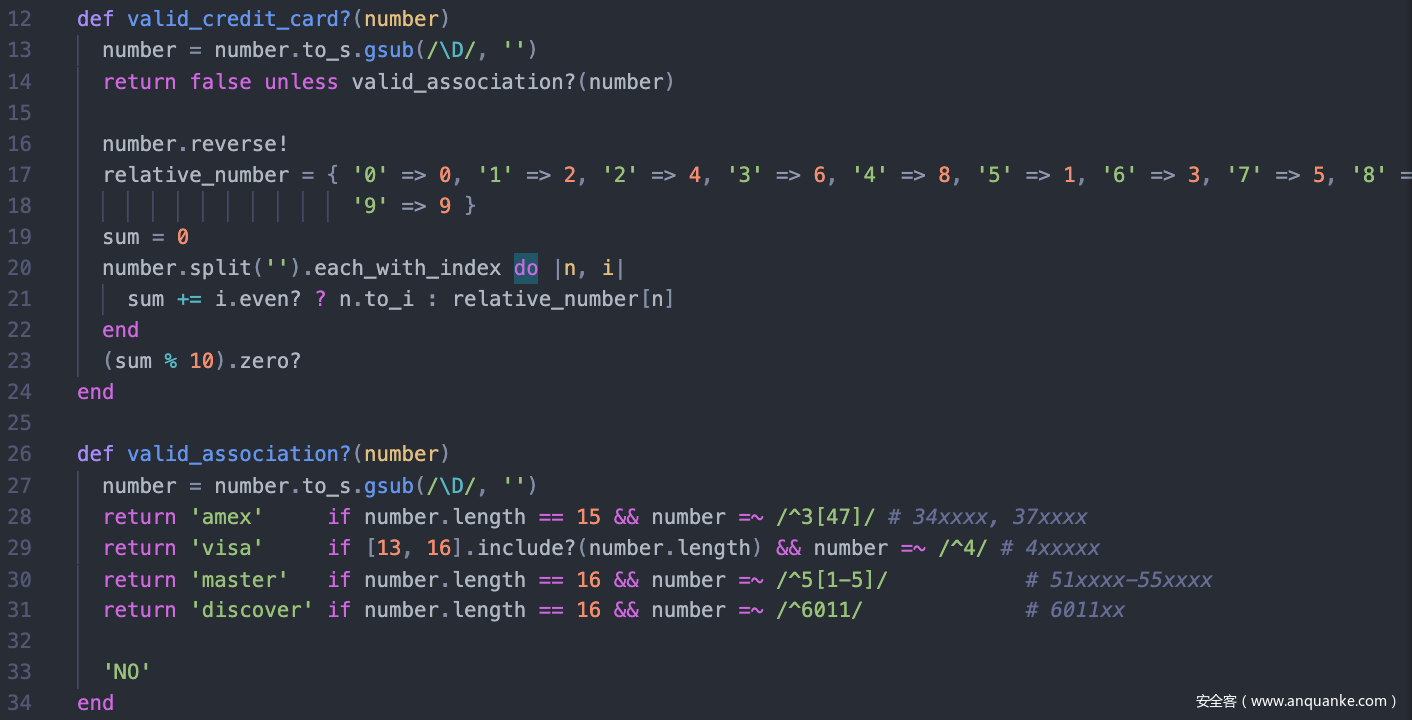 12 def valid_credit_card?(number)
13 number = number.to_s.gsub(/\D/, '')
14 return false unless valid_association?(number)
15
16 number.reverse!
17 relative_number = { '0' => 0, '1' => 2, '2' => 4, '3' => 6, '4' => 8, '5' => 1, '6' => 3, '7' => 5, '8' =
18 '9' => 9 }
19 sum = 0
20 number.split('').each_with_index do |n, i|
21 sum += i.even? ? n.to_i : relative_number[n]
22 end
23 (sum % 10).zero?
24 end
25
26 def valid_association?(number)
27 number = number.to_s.gsub(/\D/, '')
28 return 'amex' if number.length == 15 && number =~ /^3[47]/ # 34xxxx, 37xxxx
29 return 'visa' if [13, 16].include?(number.length) && number =~ /^4/ # 4xxxxx
30 return 'master' if number.length == 16 && number =~ /^5[1-5]/ # 51xxxx-55xxxx
31 return 'discover' if number.length == 16 && number =~ /^6011/ # 6011xx
32
33 'NO'
34 end
安全客（www.anquanke.com）